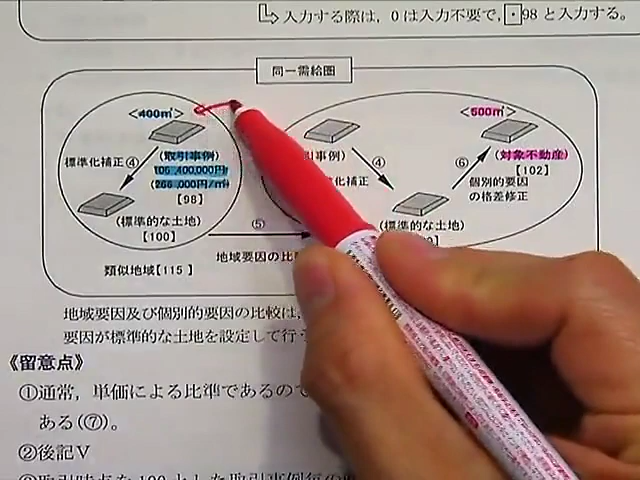 入力する際は，0 は入力不要で，・98 と入力する。
同一需給圏
<400㎡>
<500㎡>
(取引事例)
106,400,000円
(266,000円/㎡)
[98]
標準化補正④
(標準的な土地)
[100]
事例)
④
化補正
⑥
(対象不動産)
[102]
個別的要因
の格差修正
(標準的な土地)
⑤
地域要因の比
類似地域[115]
地域要因及び個別的要因の比較は，
要因が標準的な土地を設定して行
《留意点》
①通常，単価による比準であるので
ある(⑦)。
②後記Ⅴ